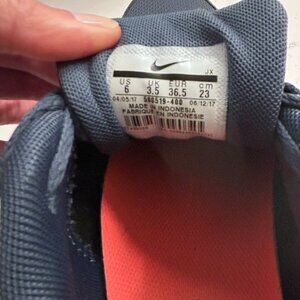 JX
US UK EUR cm
6 3.5 36.5 23
04/05/17 580519-400 06/12/17
MADE IN INDONESIA
FABRIQUE EN INDONESIE